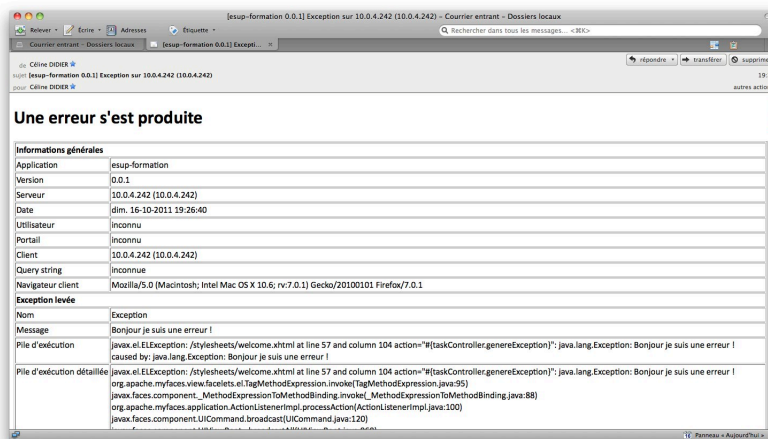 [esup-formation 0.0.1] Exception sur 10.0.4.242 (10.0.4.242) – Courrier entrant – Dossiers locaux
Relever Écrire Adresses Étiquette Rechercher dans tous les messages... <⌘K>
Courrier entrant – Dossiers locaux [esup-formation 0.0.1] Excepti...
de Céline DIDIER répondre transférer supprime
sujet [esup-formation 0.0.1] Exception sur 10.0.4.242 (10.0.4.242) 19:
pour Céline DIDIER autres action
Une erreur s'est produite
Informations générales
Application esup-formation
Version 0.0.1
Serveur 10.0.4.242 (10.0.4.242)
Date dim. 16-10-2011 19:26:40
Utilisateur inconnu
Portail inconnu
Client 10.0.4.242 (10.0.4.242)
Query string inconnue
Navigateur client Mozilla/5.0 (Macintosh; Intel Mac OS X 10.6; rv:7.0.1) Gecko/20100101 Firefox/7.0.1
Exception levée
Nom Exception
Message Bonjour je suis une erreur !
Pile d'exécution javax.el.ELException: /stylesheets/welcome.xhtml at line 57 and column 104 action="#{taskController.genereException}": java.lang.Exception: Bonjour je suis une erreur !
caused by: java.lang.Exception: Bonjour je suis une erreur !
Pile d'exécution détaillée javax.el.ELException: /stylesheets/welcome.xhtml at line 57 and column 104 action="#{taskController.genereException}": java.lang.Exception: Bonjour je suis une erreur !
org.apache.myfaces.view.facelets.el.TagMethodExpression.invoke(TagMethodExpression.java:95)
javax.faces.component._MethodExpressionToMethodBinding.invoke(_MethodExpressionToMethodBinding.java:88)
org.apache.myfaces.application.ActionListenerImpl.processAction(ActionListenerImpl.java:100)
javax.faces.component.UICommand.broadcast(UICommand.java:120)
Panneau « Aujourd'hui »